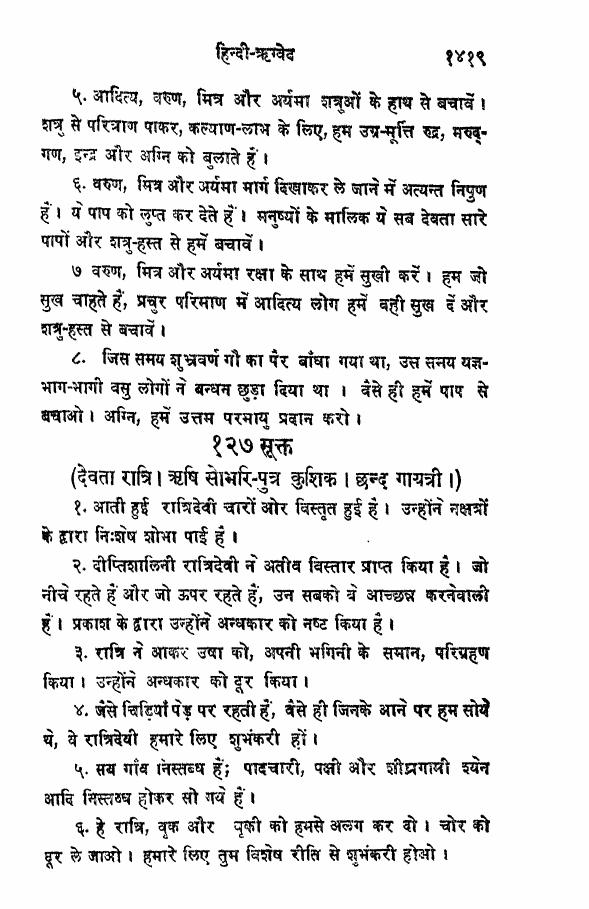 हिन्दी-ऋग्वेद १४१९
५. आदित्य, वरुण, मित्र और अर्यमा शत्रुओं के हाथ से बचावें।
शत्रु से परित्राण पाकर, कल्याण-लाभ के लिए, हम उग्र-मूर्त्ति रुद्र, मरुद्-
गण, इन्द्र और अग्नि को बुलाते हैं।
६. वरुण, मित्र और अर्यमा मार्ग दिखाकर ले जाने में अत्यन्त निपुण
हैं। ये पाप को लुप्त कर देते हैं। मनुष्यों के मालिक ये सब देवता सारे
पापों और शत्रु-हस्त से हमें बचावें।
७ वरुण, मित्र और अर्यमा रक्षा के साथ हमें सुखी करें। हम जो
सुख चाहते हैं, प्रचुर परिमाण में आदित्य लोग हमें वही सुख दें और
शत्रु-हस्त से बचावें।
८. जिस समय शुभ्रवर्ण गौ का पैर बाँधा गया था, उस समय यज्ञ-
भाग-भागी वसु लोगों ने बन्धम छुड़ा दिया था । वैसे ही हमें पाप से
बचाओ। अग्नि, हमें उत्तम परमायु प्रदान करो।
१२७ सूक्त
(देवता रात्रि। ऋषि सोभरि-पुत्र कुशिक। छन्द गायत्री।)
१. आती हुई रात्रिदेवी चारों ओर विस्तृत हुई हैं। उन्होंने नक्षत्रों
के द्वारा निःशेष शोभा पाई है।
२. दीप्तिशालिनी रात्रिदेवी ने अतीव विस्तार प्राप्त किया है। जो
नीचे रहते हैं और जो ऊपर रहते हैं, उन सबको वे आच्छन्न करनेवाली
हैं। प्रकाश के द्वारा उन्होंने अन्धकार को नष्ट किया है।
३. रात्रि ने आकर उषा को, अपनी भगिनी के समान, परिग्रहण
किया। उन्होंने अन्धकार को दूर किया।
४. जैसे चिड़ियाँ पेड़ पर रहती हैं, वैसे ही जिनके आने पर हम सोये
थे, वे रात्रिदेवी हमारे लिए शुभंकरी हों।
५. सब गाँव निस्तब्ध हैं; पादचारी, पक्षी और शीघ्रगामी श्येन
आदि निस्तब्ध होकर सो गये हैं।
६. हे रात्रि, वृक और वृकी को हमसे अलग कर दो। चोर को
दूर ले जाओ। हमारे लिए तुम विशेष रीति से शुभंकरी होओ।